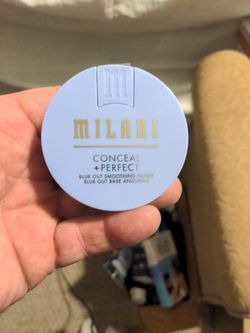 M
MILANI
CONCEAL
+PERFECT
BLUR OUT SMOOTHING PRIMER
BLUR OUT BASE APAISANTE